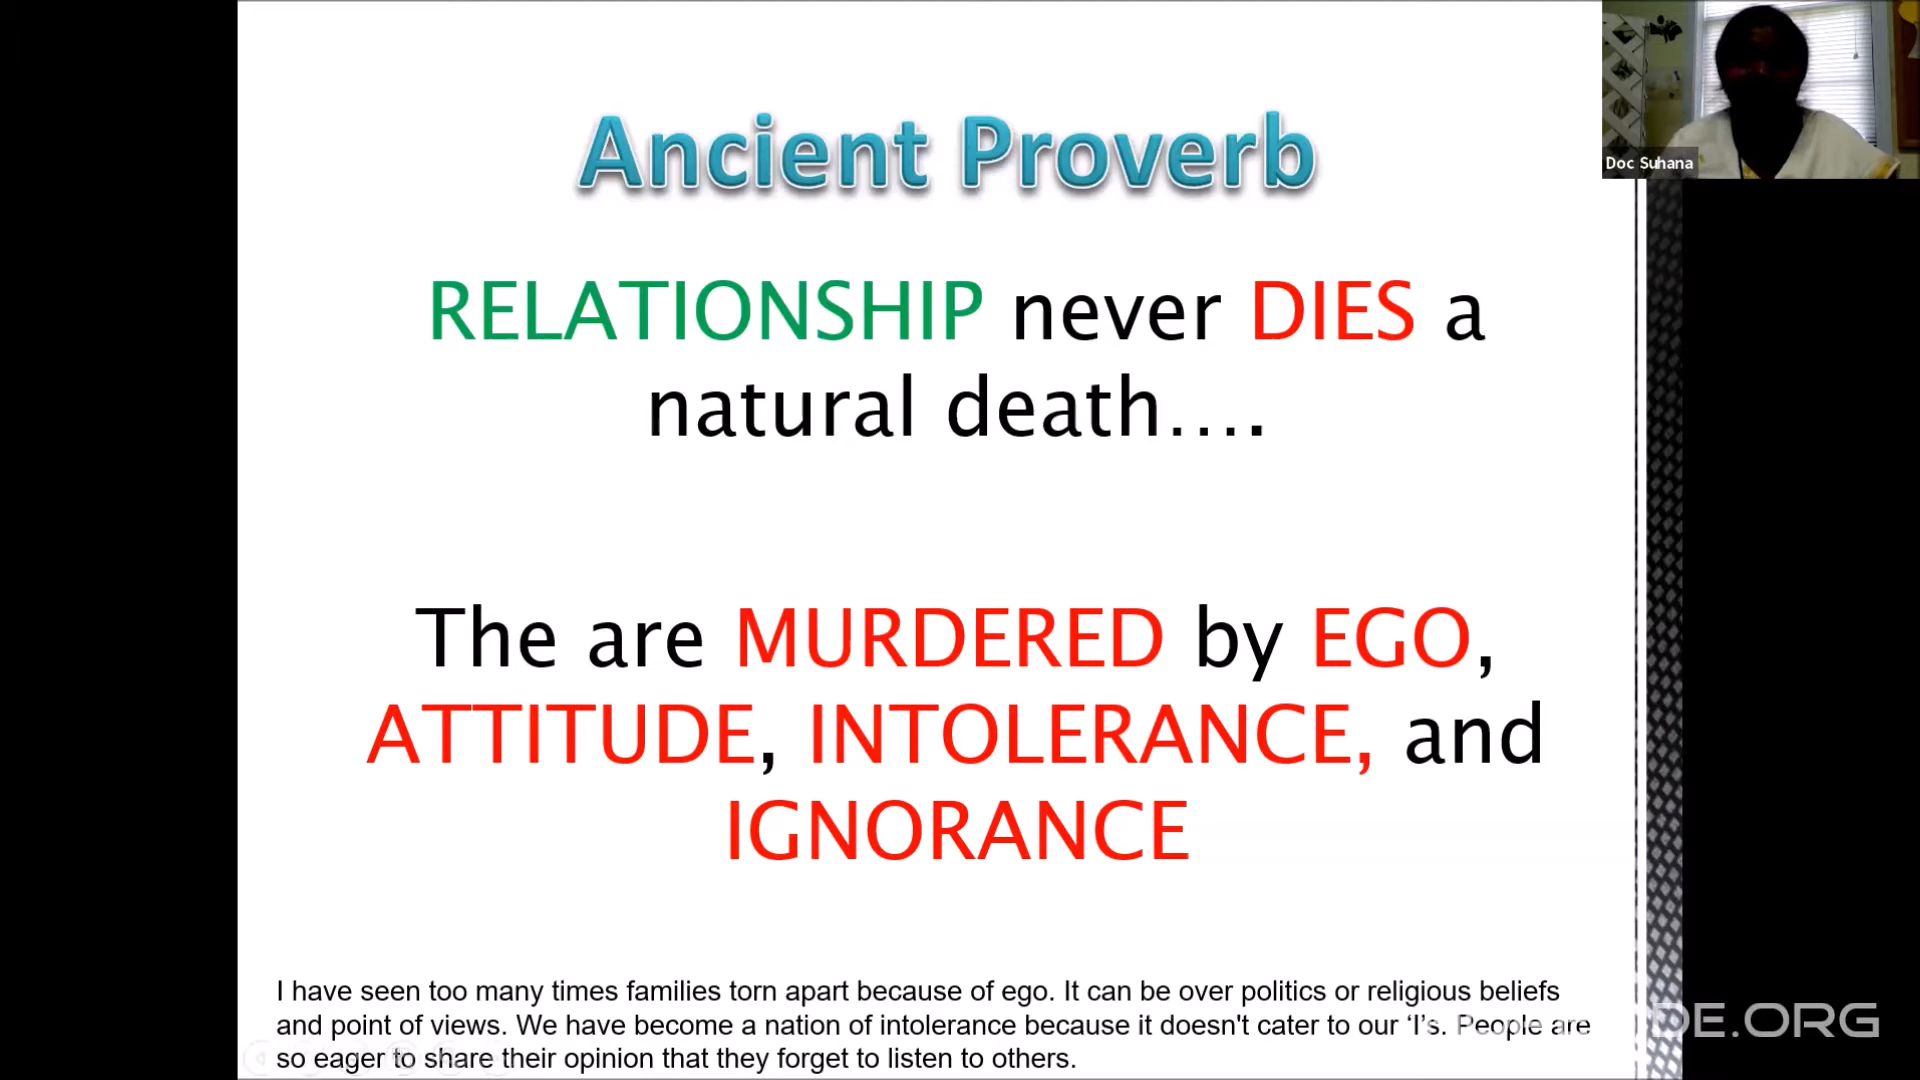 Ancient Proverb
Doc Suhana
RELATIONSHIP never DIES a
natural death....
The are MURDERED by EGO,
ATTITUDE, INTOLERANCE, and
IGNORANCE
I have seen too many times families torn apart because of ego. It can be over politics or religious beliefs
and point of views. We have become a nation of intolerance because it doesn't cater to our ‘I’s. People are
so eager to share their opinion that they forget to listen to others.
DE.ORG